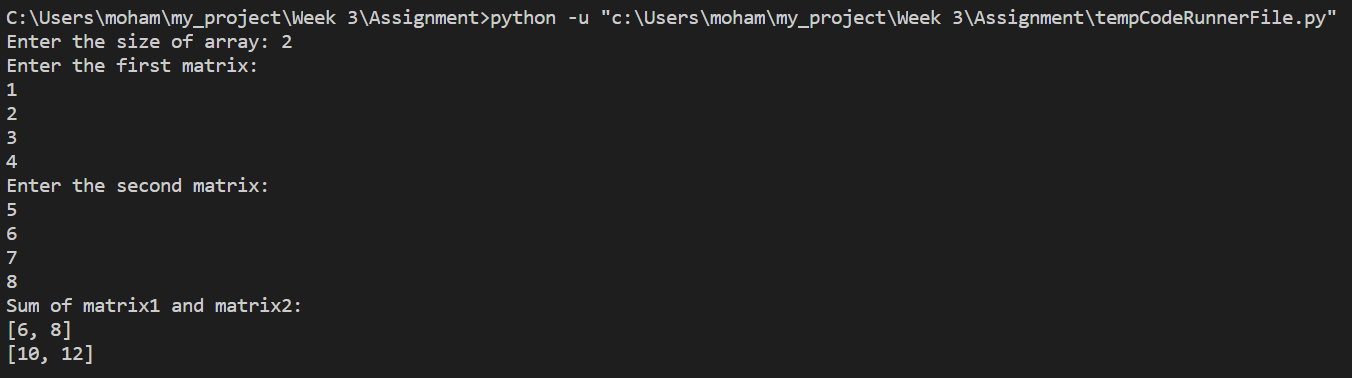 C:\Users\moham\my_project\Week 3\Assignment>python -u "c:\Users\moham\my_project\Week 3\Assignment\tempCodeRunnerFile.py"
Enter the size of array: 2
Enter the first matrix:
1
2
3
4
Enter the second matrix:
5
6
7
8
Sum of matrix1 and matrix2:
[6, 8]
[10, 12]